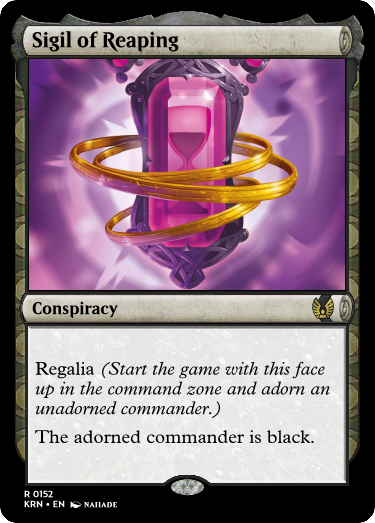 Sigil of Reaping
Conspiracy
Regalia (Start the game with this face
up in the command zone and adorn an
unadorned commander.)
The adorned commander is black.
R 0152
KRN • EN NAIIADE